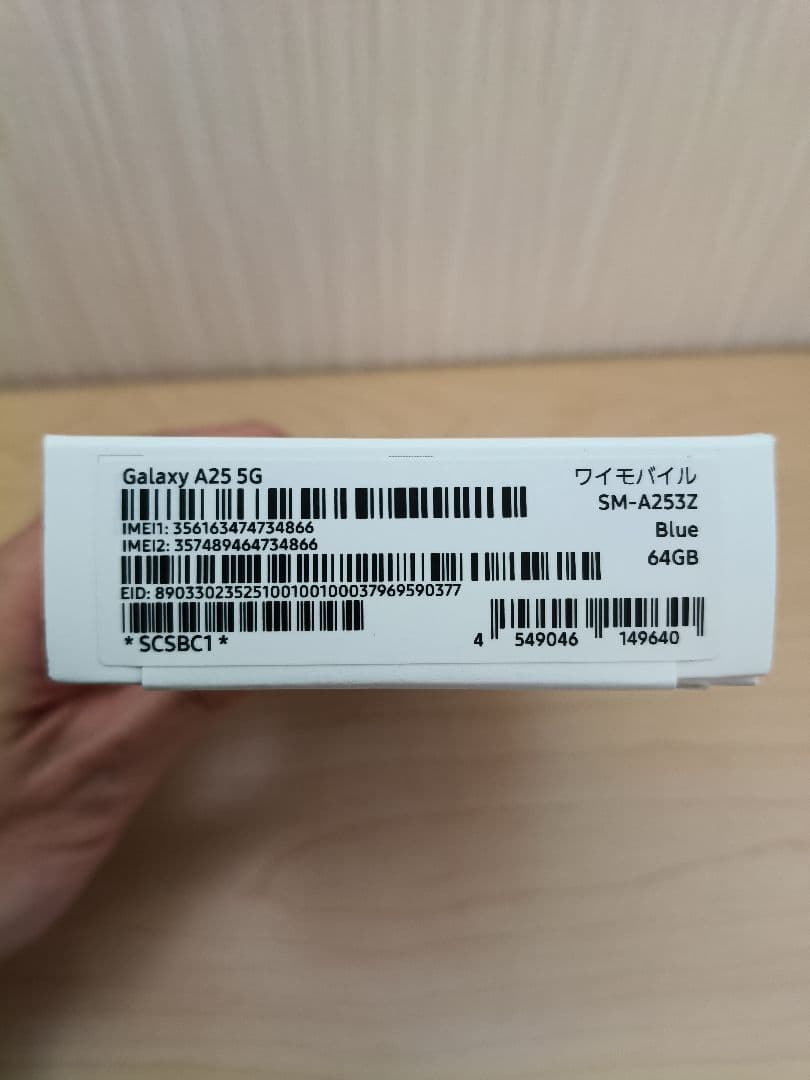 Galaxy A25 5G
ワイモバイル
SM-A253Z
IMEI1: 356163474734866
Blue
IMEI2: 357489464734866
64GB
EID: 89033023525100100100037969590377
* SCSBC1 *
4 549046 149640